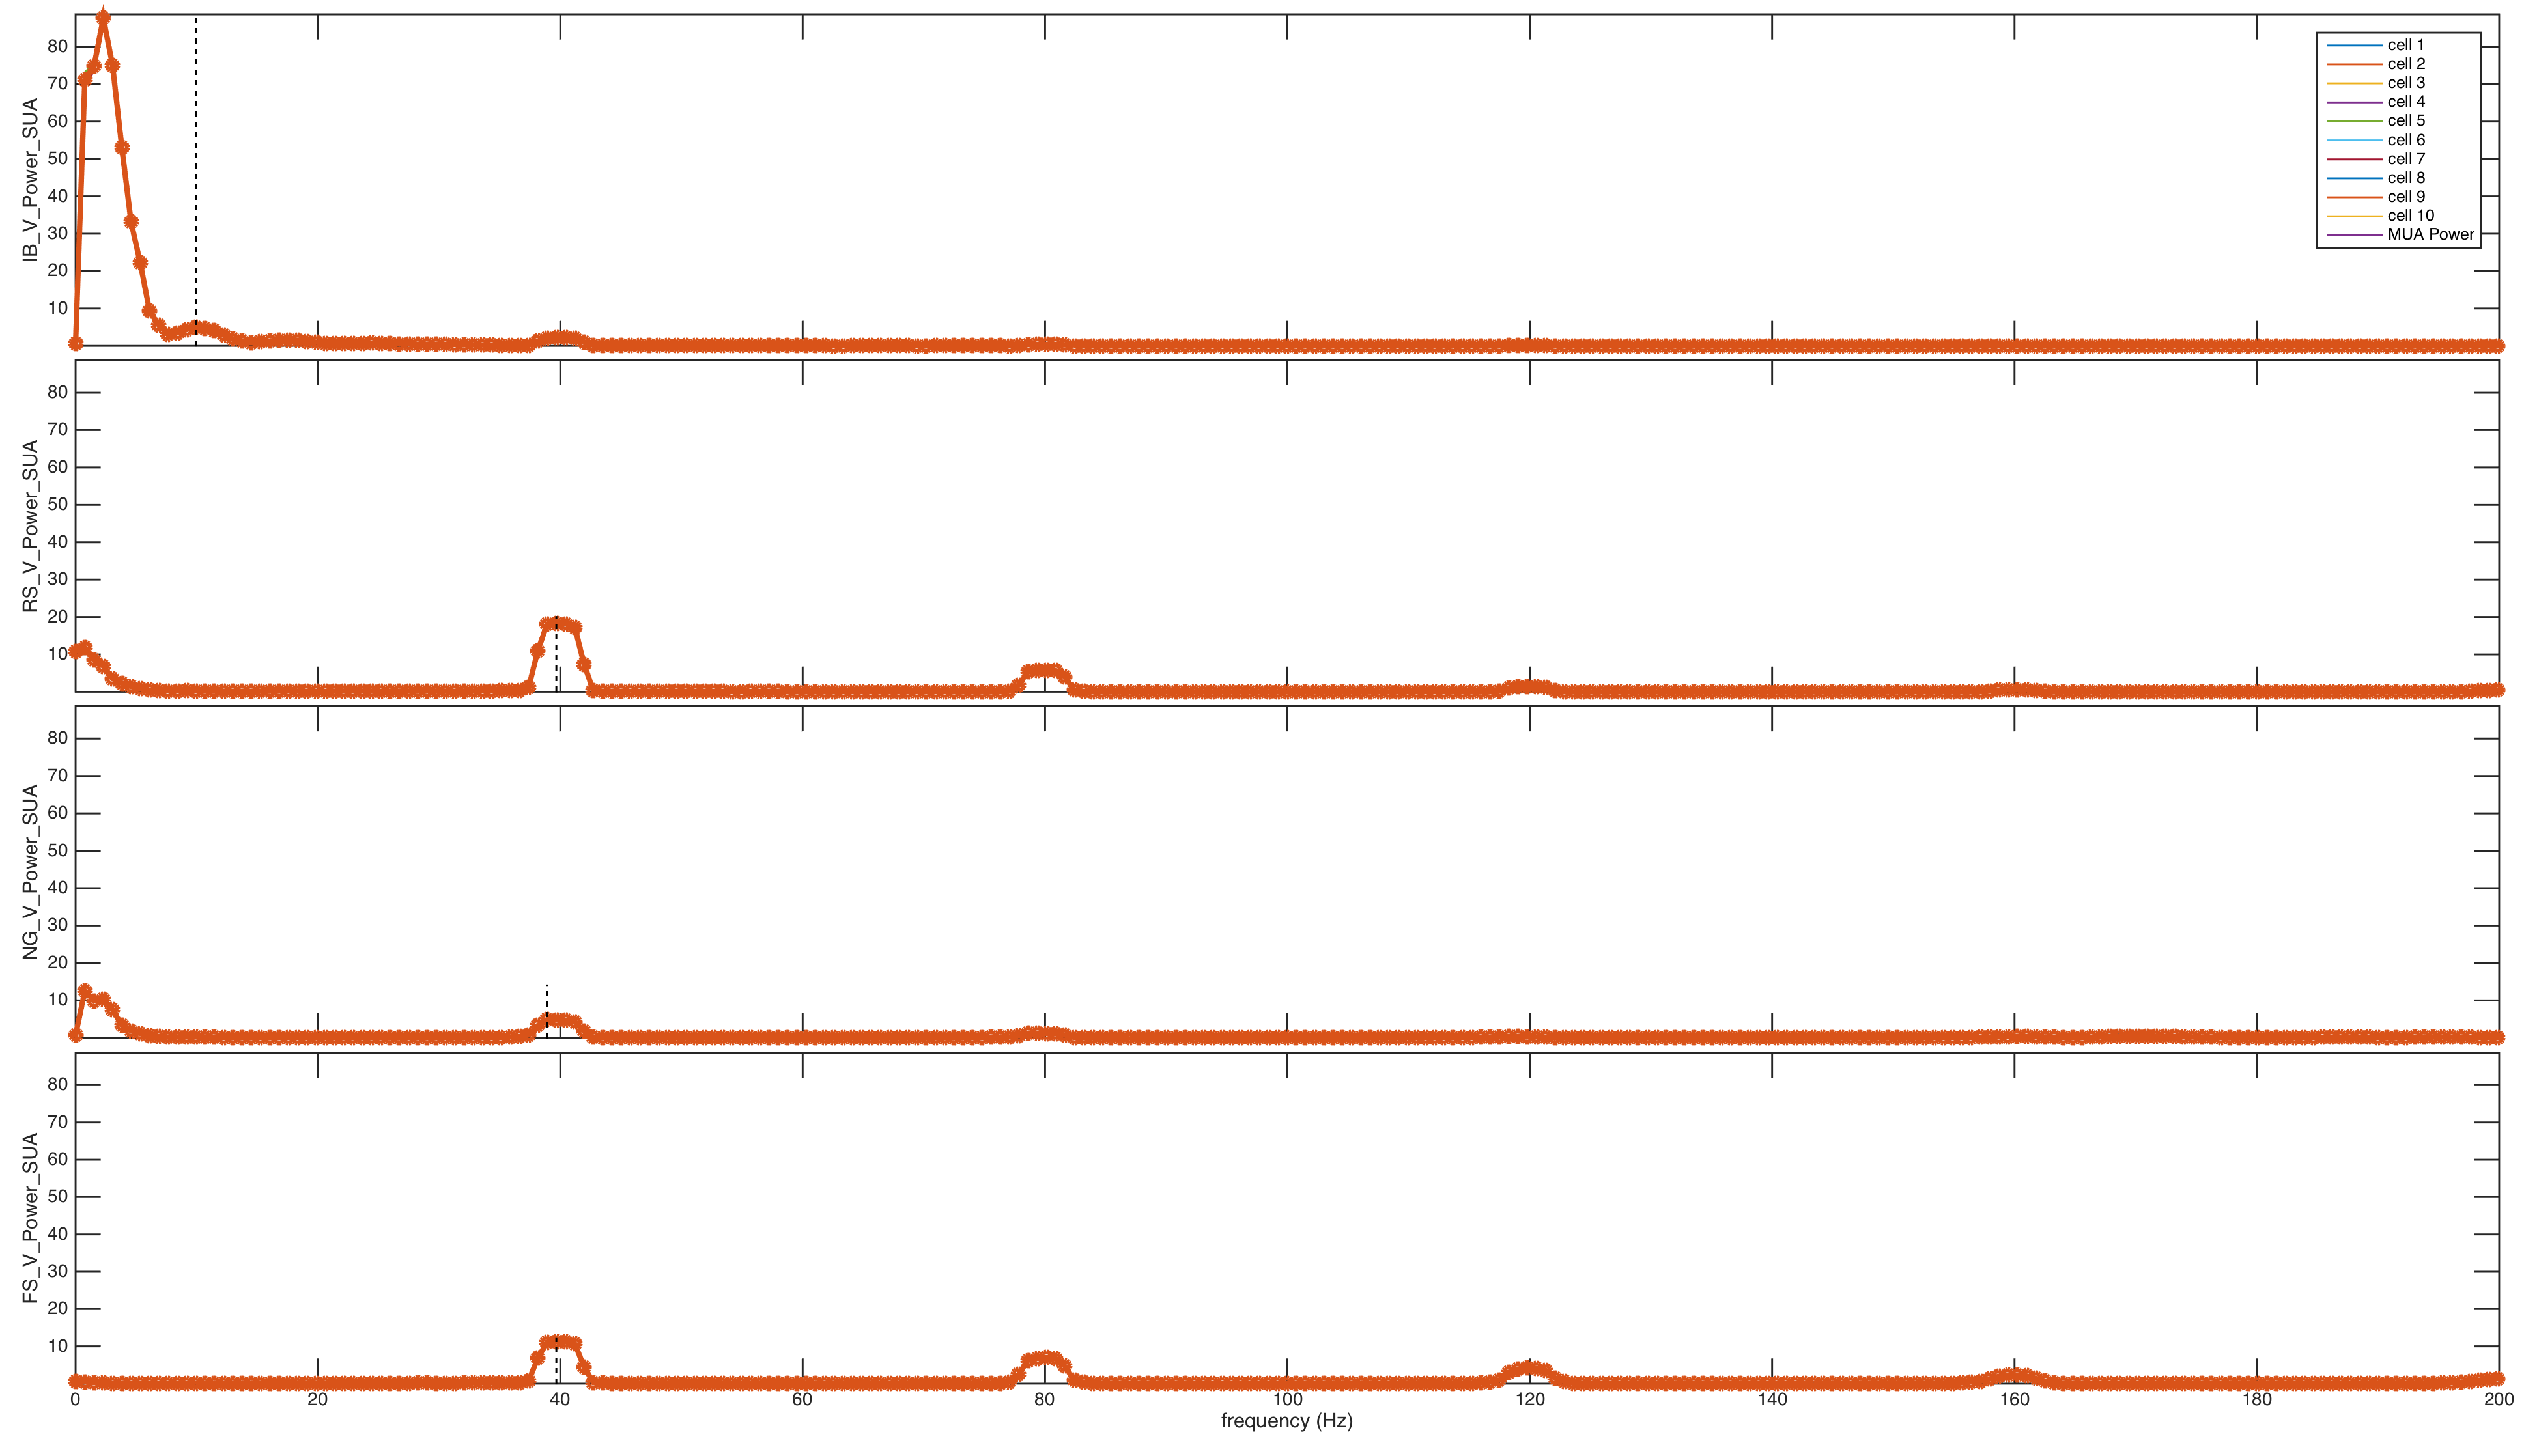 IB_V_Power_SUA
80
70
60
50
40
30
20
10
cell 1
cell 2
cell 3
cell 4
cell 5
cell 6
cell 7
cell 8
cell 9
cell 10
MUA Power
RS_V_Power_SUA
80
70
60
50
40
30
20
10
NG_V_Power_SUA
80
70
60
50
40
30
20
10
FS_V_Power_SUA
80
70
60
50
40
30
20
10
0 20 40 60 80 100 120 140 160 180 200
frequency (Hz)